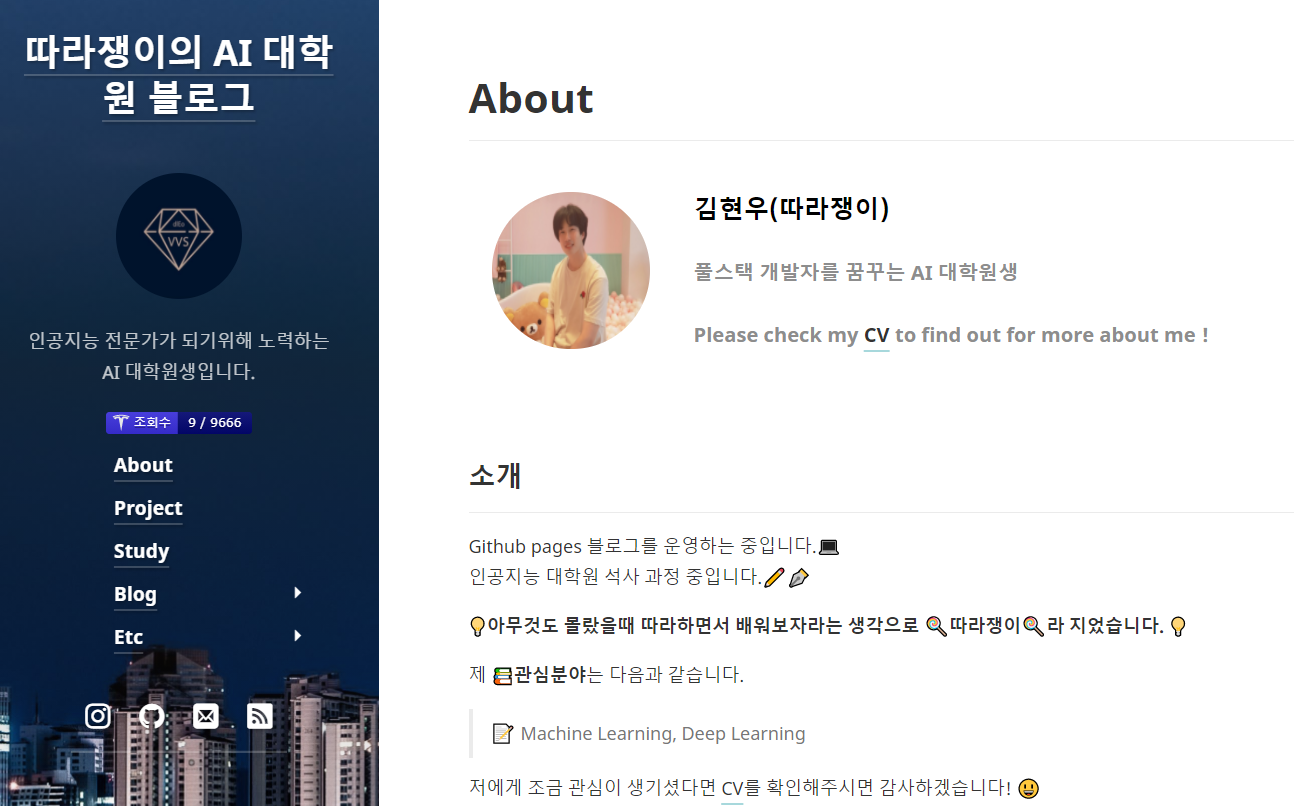 따라쟁이의 AI 대학
원 블로그
VVS
인공지능 전문가가 되기위해 노력하는
AI 대학원생입니다.
조회수 9 / 9666
About
Project
Study
Blog
Etc
About
김현우(따라쟁이)
풀스택 개발자를 꿈꾸는 AI 대학원생
Please check my CV to find out for more about me !
소개
Github pages 블로그를 운영하는 중입니다.💻
인공지능 대학원 석사 과정 중입니다.✏️ ✒️
💡아무것도 몰랐을때 따라하면서 배워보자라는 생각으로 🍭따라쟁이🍭라 지었습니다. 💡
제 📚관심분야는 다음과 같습니다.
📝 Machine Learning, Deep Learning
저에게 조금 관심이 생기셨다면 CV를 확인해주시면 감사하겠습니다! 😃